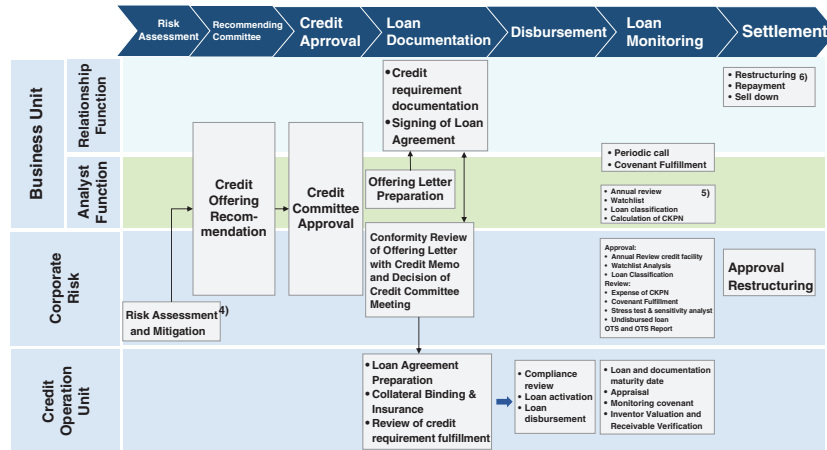 Risk
Assessment
Recommending
Committee
Credit
Aprroval
Loan
Documentation
Disbursement
Loan
Monitoring
Settlement
Business Unit
Relationship
Function
Analyst
Function
Corporate
Risk
Credit
Operation
Unit
Risk Assessment 4)
and Mitigation
Credit
Offering
Recom-
mendation
Credit
Committee
Approval
• Credit
requirement
documentation
• Signing of Loan
Agreement
Offering Letter
Preparation
Conformity Review
of Offering Letter
with Credit Memo
and Decision of
Credit Committee
Meeting
• Loan Agreement
Preparation
• Collateral Binding &
Insurance
• Review of credit
requirement fulfillment
• Compliance
review
• Loan activation
• Loan
disbursement
• Periodic call
• Covenant Fulfillment
• Annual review 5)
• Watchlist
• Loan classification
• Calculation of CKPN
Approval:
• Annual Review credit facility
• Watchlist Analysis
• Loan Classification
Review:
• Expense of CKPN
• Covenant Fulfillment
• Stress test & sensitivity analyst
• Undisbursed loan
OTS and OTS Report
• Loan and documentation
maturity date
• Appraisal
• Monitoring covenant
• Inventor Valuation and
Receivable Verification
• Restructuring 6)
• Repayment
• Sell down
Approval
Restructuring